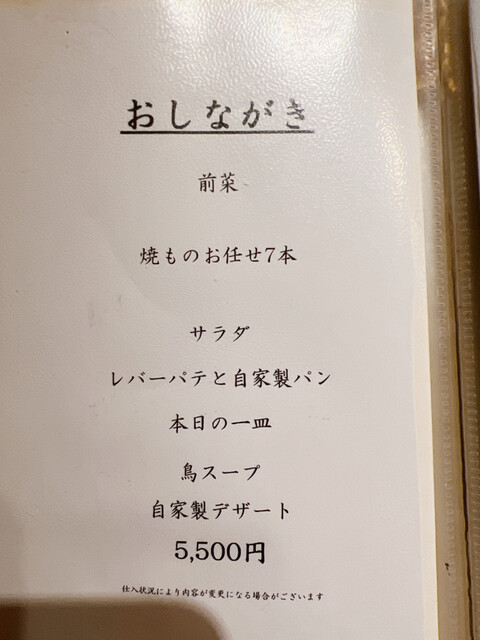 おしながき
前菜
焼ものお任せ7本
サラダ
レバーパテと自家製パン
本日の一皿
鳥スープ
自家製デザート
5,500円
仕入状況により内容が変更になる場合がございます